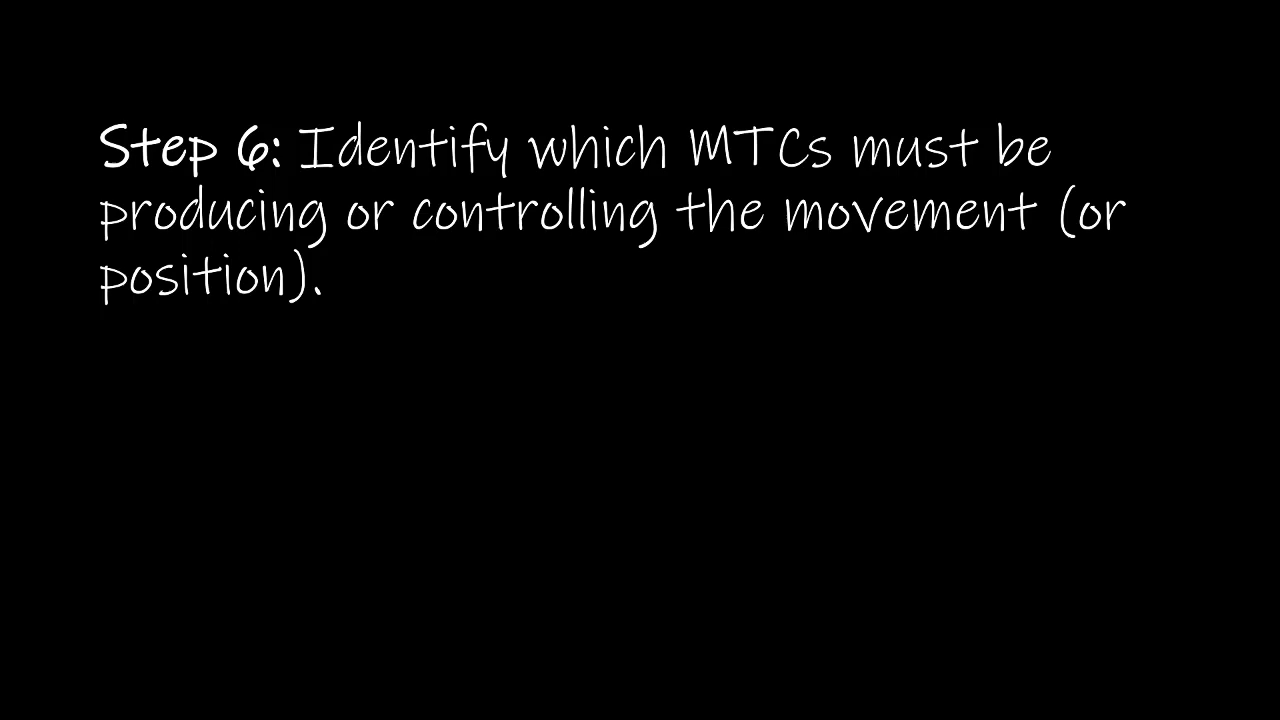 Step 6: Identify which MTCs must be
producing or controlling the movement (or
position).